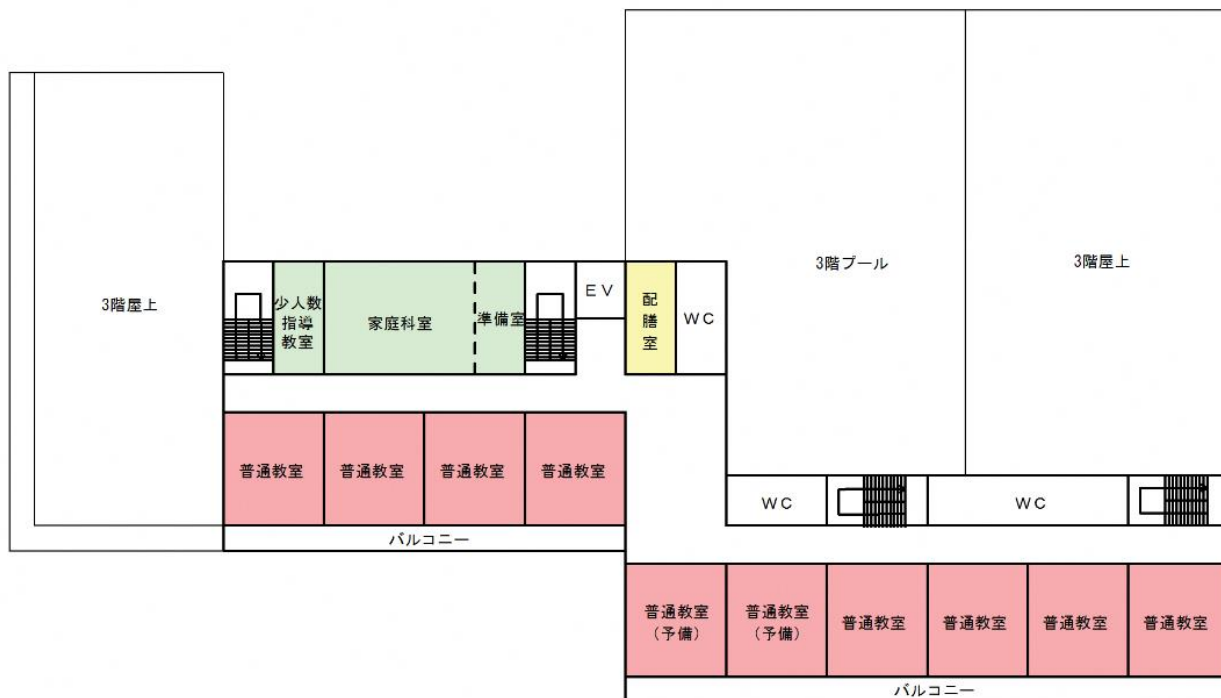 3階プール
3階屋上
3階屋上
少人数
指導
教室
家庭科室
準備室
EV
配
膳
室
WC
普通教室
普通教室
普通教室
普通教室
バルコニー
WC
WC
普通教室
(予備)
普通教室
(予備)
普通教室
普通教室
普通教室
普通教室
バルコニー